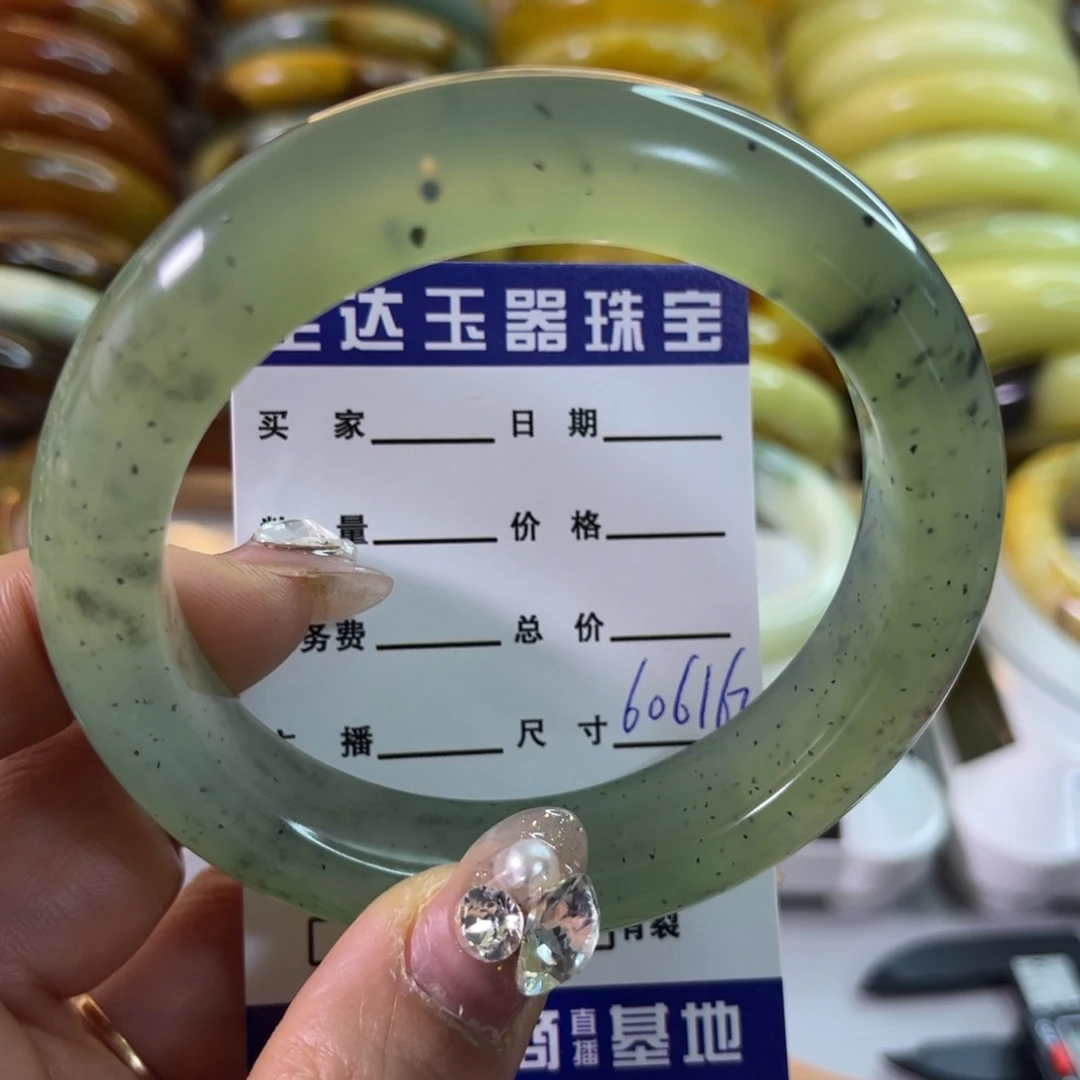 达玉器珠宝
买 家 日 期
量 价 格
务费 总 价
60616
播 尺 寸
有裂
商直播基地